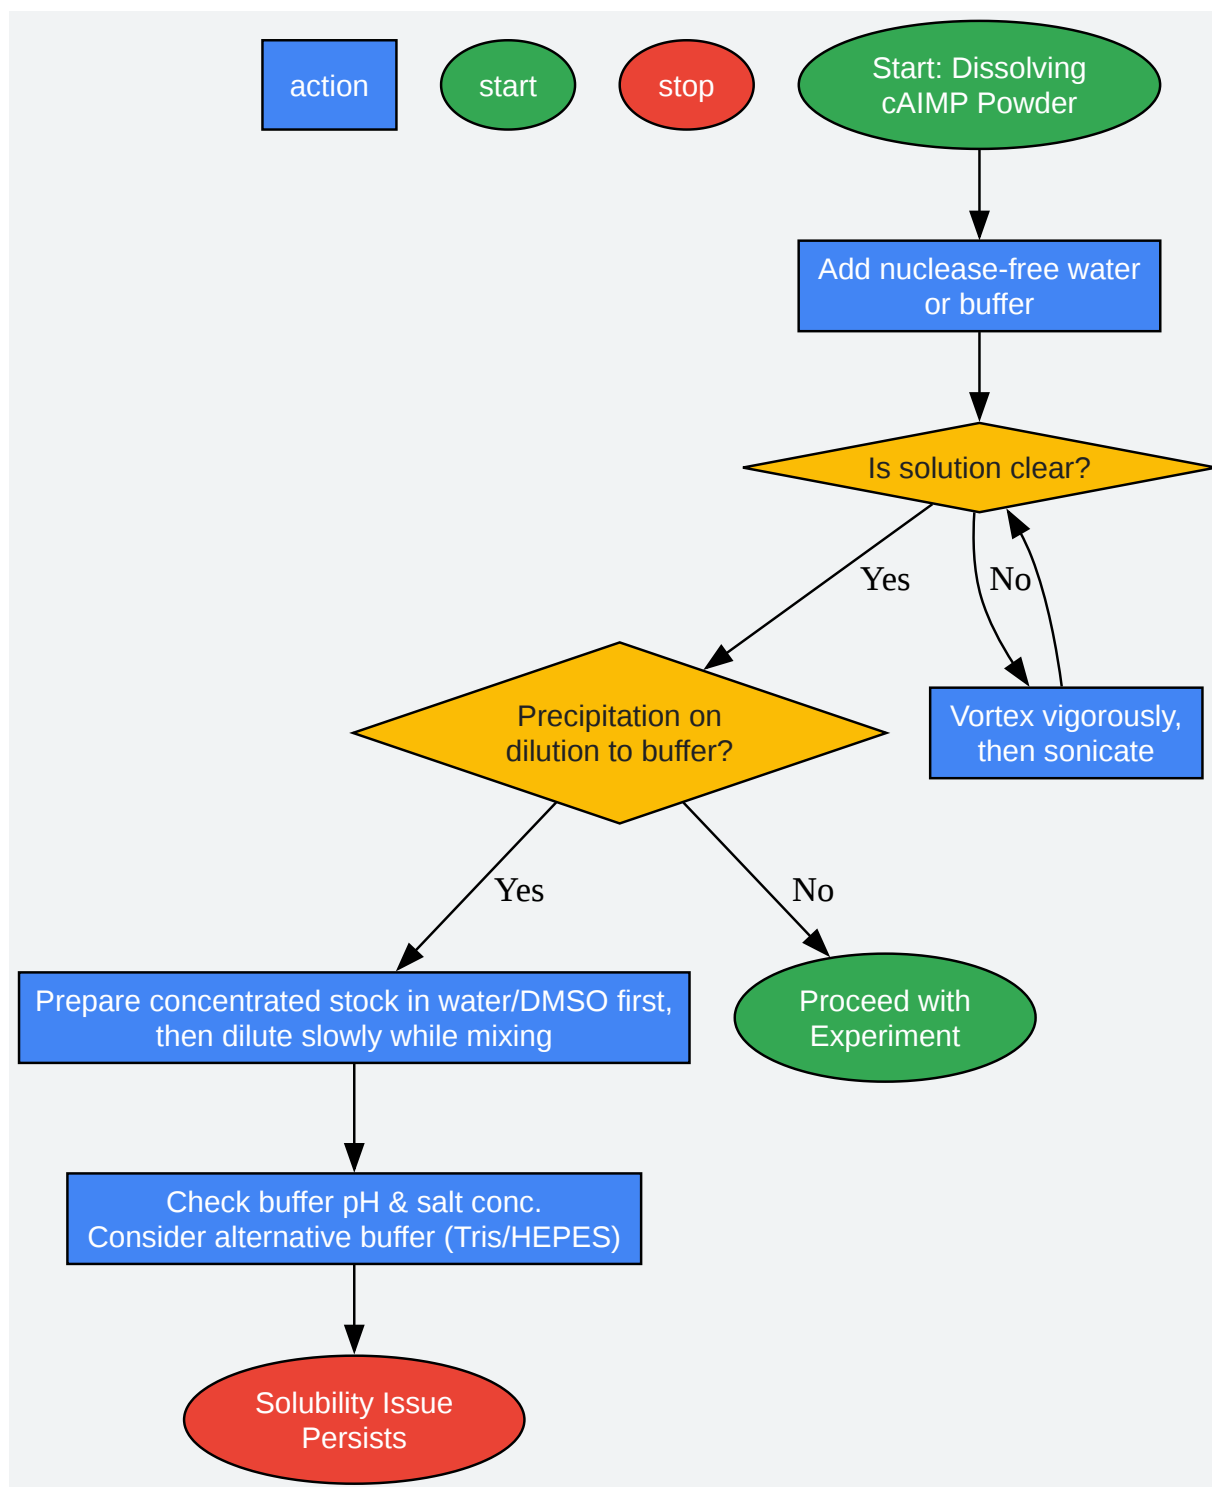 action
start
stop
Start: Dissolving
cAIMP Powder
Add nuclease-free water
or buffer
Is solution clear?
Yes
No
Precipitation on
dilution to buffer?
Vortex vigorously,
then sonicate
Yes
No
Prepare concentrated stock in water/DMSO first,
then dilute slowly while mixing
Proceed with
Experiment
Check buffer pH & salt conc.
Consider alternative buffer (Tris/HEPES)
Solubility Issue
Persists